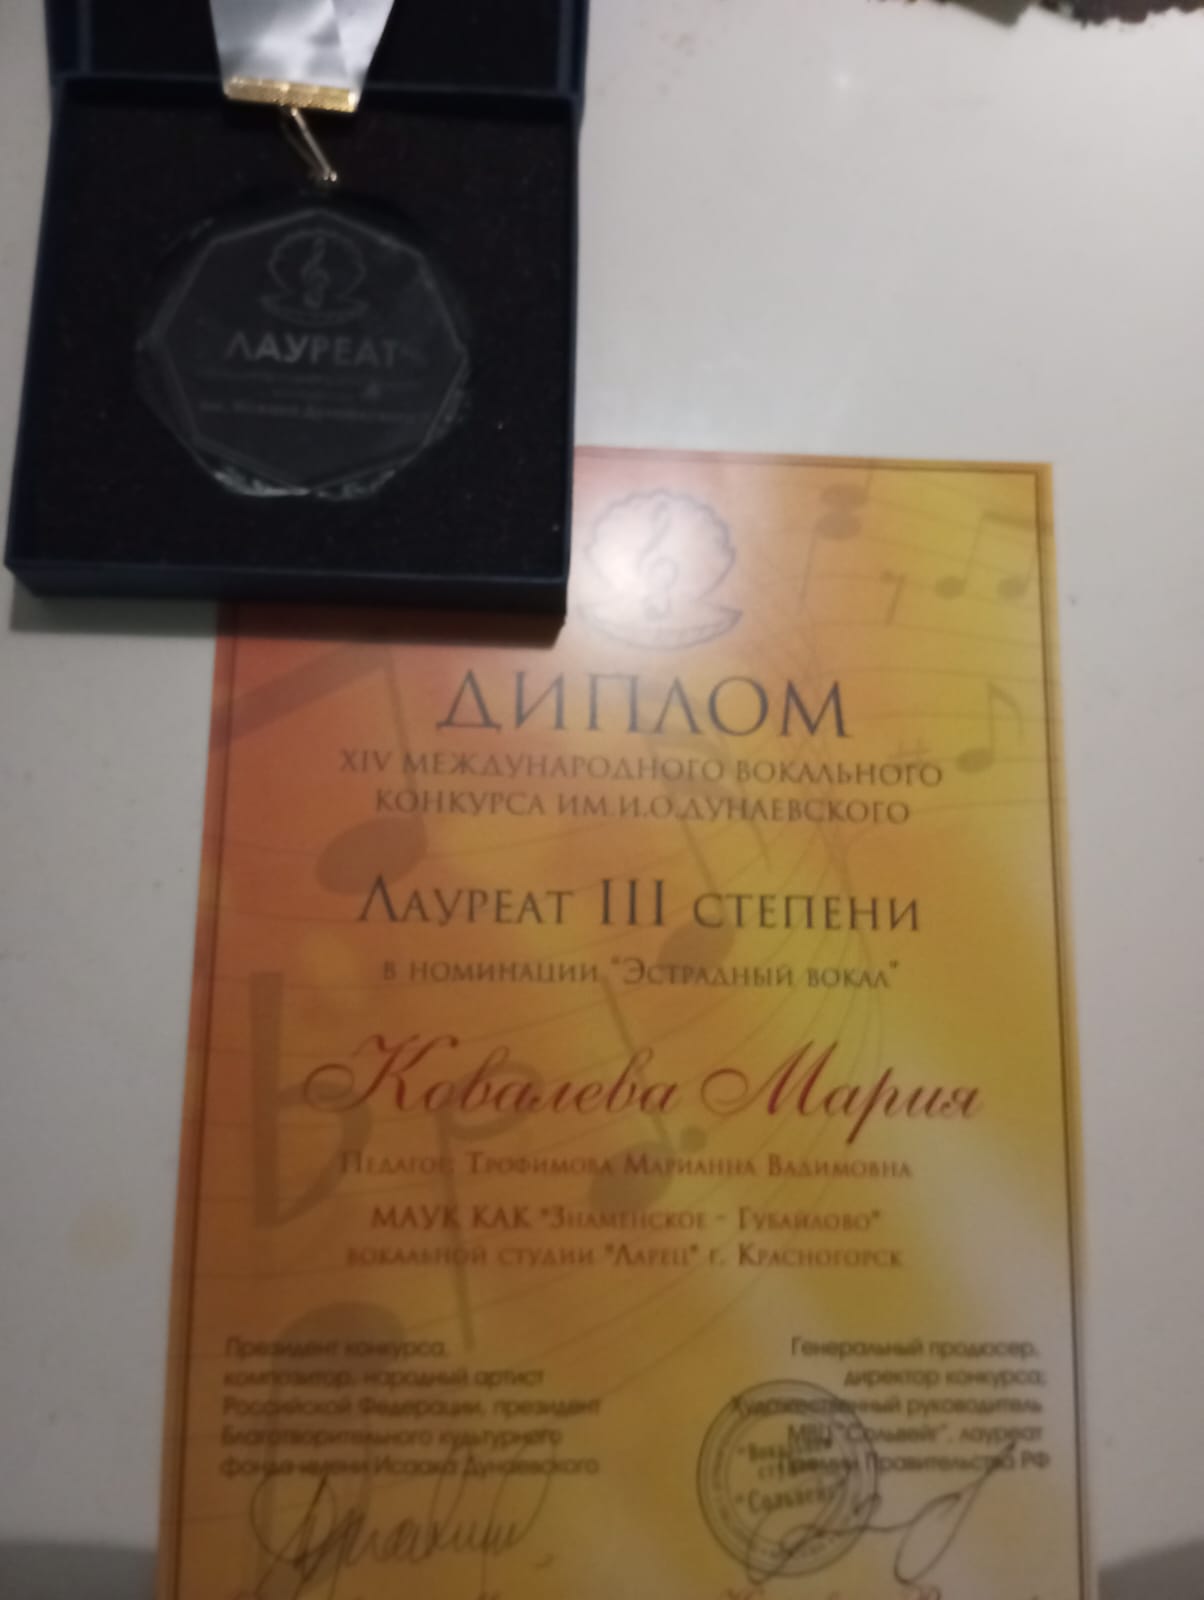 ЛАУРЕАТ
ДИПЛОМ
XIV МЕЖДУНАРОДНОГО ВОКАЛЬНОГО
КОНКУРСА ИМ.И.О.ДУНАЕВСКОГО
ЛАУРЕАТ III СТЕПЕНИ
В НОМИНАЦИИ "ЭСТРАДНЫЙ ВОКАЛ"
Ковалева Мария
ПЕДАГОГ: ТРОФИМОВА МАРИАННА ВАДИМОВНА
МАУК КАК "ЗНАМЕНСКОЕ - ГУБАЙЛОВО"
ВОКАЛЬНОЙ СТУДИИ "ЛАРЕЦ" Г. КРАСНОГОРСК
Президент конкурса,
композитор, народный артист
Российской Федерации, президент
Благотворительного культурного
фонда имени Исаака Дунаевского
Генеральный продюсер,
директор конкурса;
Художественный руководитель
МВЦ "Сольвейг", лауреат
Премии Правительства РФ
"Сольвейг"